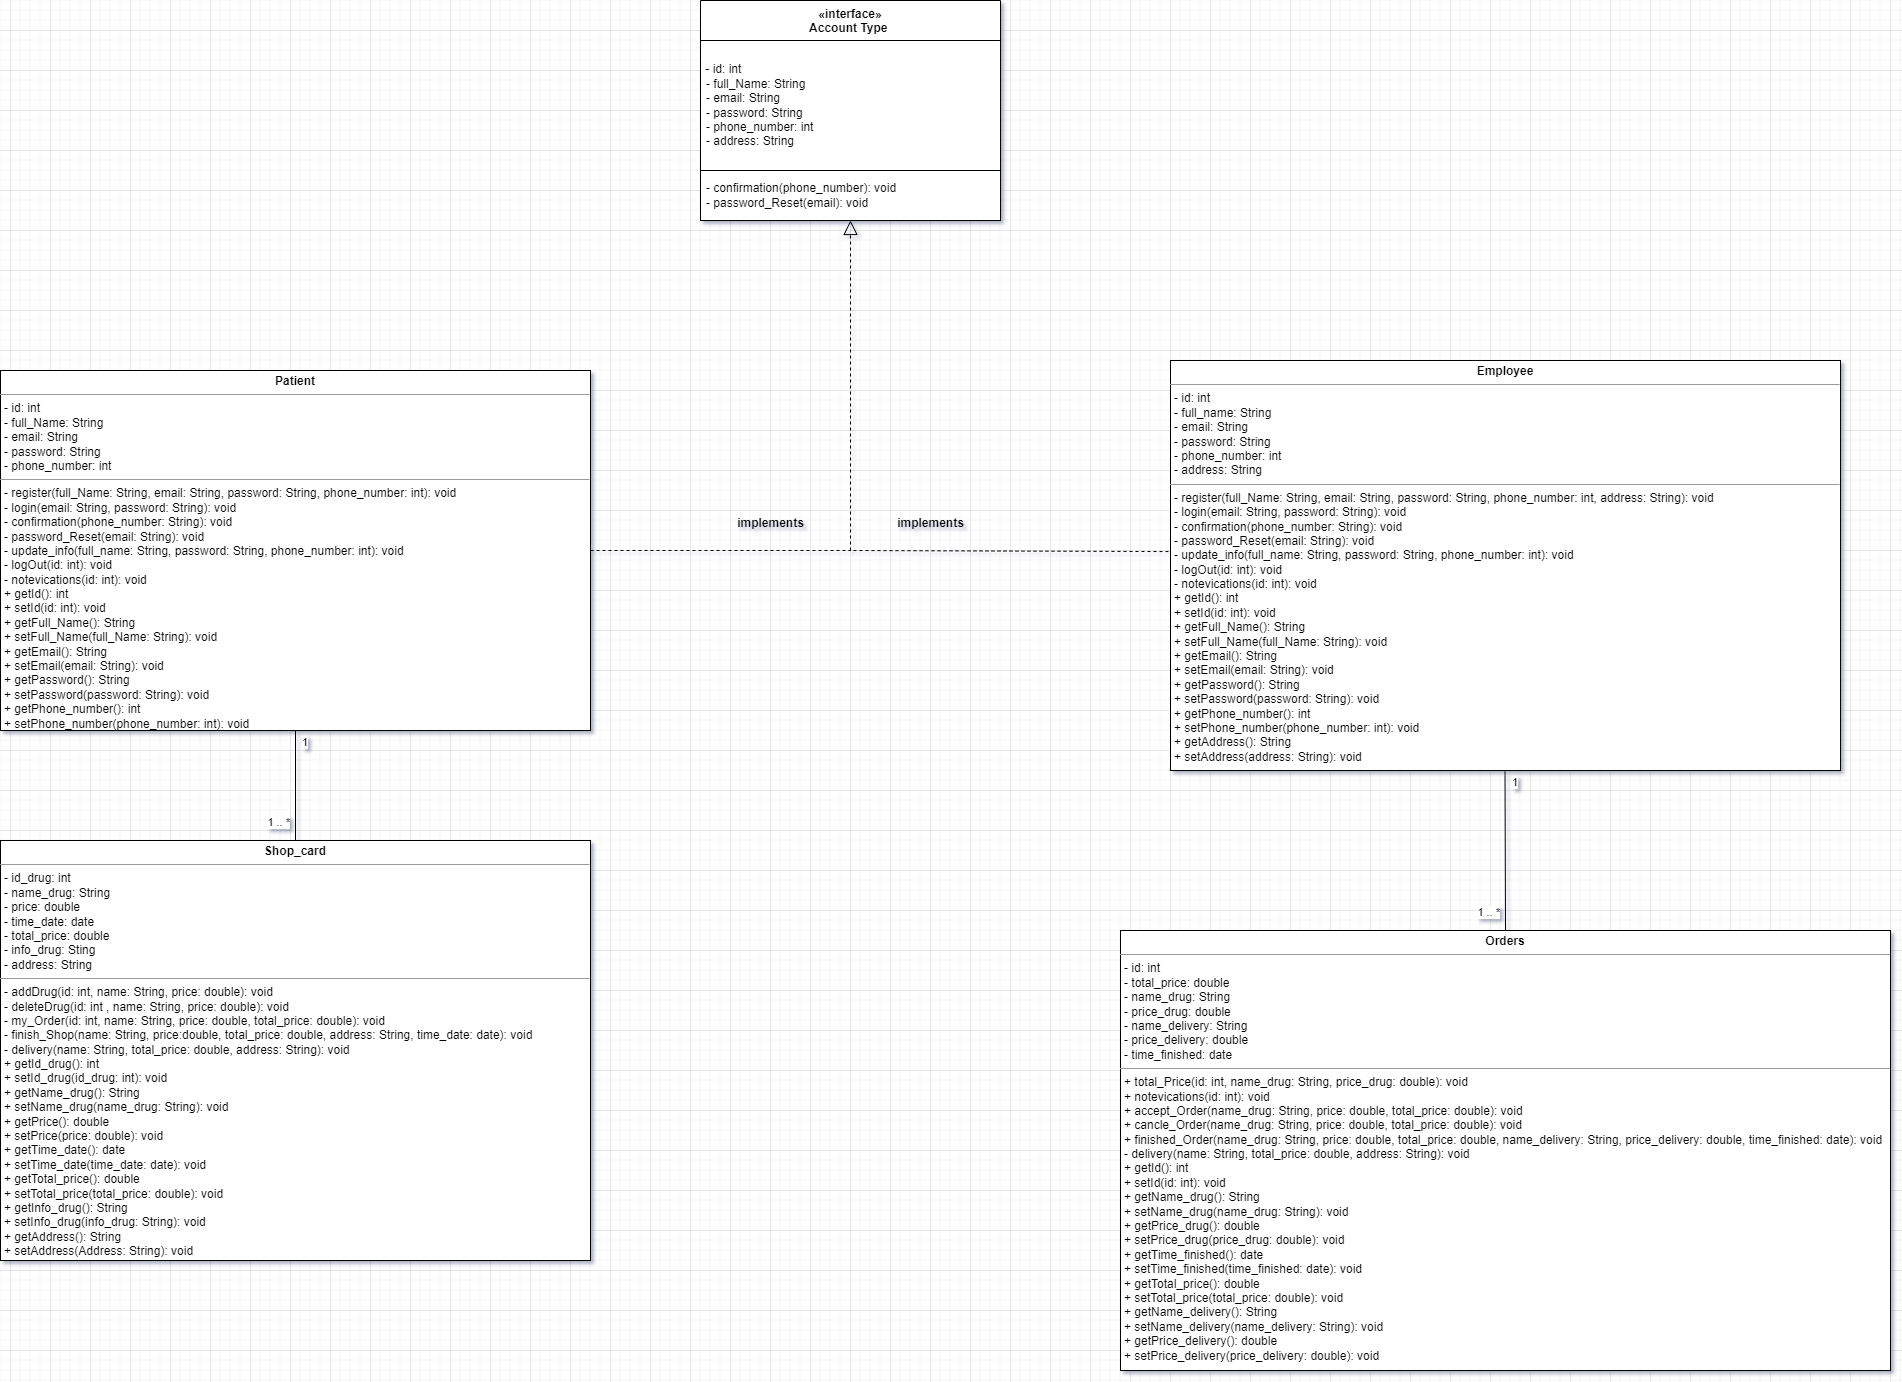 «interface»
Account Type
- id: int
- full_Name: String
- email: String
- password: String
- phone_number: int
- address: String
- confirmation(phone_number): void
- password_Reset(email): void
Patient
- id: int
- full_Name: String
- email: String
- password: String
- phone_number: int
- register(full_Name: String, email: String, password: String, phone_number: int): void
- login(email: String, password: String): void
- confirmation(phone_number: String): void
- password_Reset(email: String): void
- update_info(full_name: String, password: String, phone_number: int): void
- logOut(id: int): void
- notevications(id: int): void
+ getId(): int
+ setId(id: int): void
+ getFull_Name(): String
+ setFull_Name(full_Name: String): void
+ getEmail(): String
+ setEmail(email: String): void
+ getPassword(): String
+ setPassword(password: String): void
+ getPhone_number(): int
+ setPhone_number(phone_number: int): void
implements
implements
Employee
- id: int
- full_name: String
- email: String
- password: String
- phone_number: int
- address: String
- register(full_Name: String, email: String, password: String, phone_number: int, address: String): void
- login(email: String, password: String): void
- confirmation(phone_number: String): void
- password_Reset(email: String): void
- update_info(full_name: String, password: String, phone_number: int): void
- logOut(id: int): void
- notevications(id: int): void
+ getId(): int
+ setId(id: int): void
+ getFull_Name(): String
+ setFull_Name(full_Name: String): void
+ getEmail(): String
+ setEmail(email: String): void
+ getPassword(): String
+ setPassword(password: String): void
+ getPhone_number(): int
+ setPhone_number(phone_number: int): void
+ getAddress(): String
+ setAddress(address: String): void
1
1 .. *
Shop_card
- id_drug: int
- name_drug: String
- price: double
- time_date: date
- total_price: double
- info_drug: Sting
- address: String
- addDrug(id: int, name: String, price: double): void
- deleteDrug(id: int , name: String, price: double): void
- my_Order(id: int, name: String, price: double, total_price: double): void
- finish_Shop(name: String, price:double, total_price: double, address: String, time_date: date): void
- delivery(name: String, total_price: double, address: String): void
+ getId_drug(): int
+ setId_drug(id_drug: int): void
+ getName_drug(): String
+ setName_drug(name_drug: String): void
+ getPrice(): double
+ setPrice(price: double): void
+ getTime_date(): date
+ setTime_date(time_date: date): void
+ getTotal_price(): double
+ setTotal_price(total_price: double): void
+ getInfo_drug(): String
+ setInfo_drug(info_drug: String): void
+ getAddress(): String
+ setAddress(Address: String): void
1
1 .. *
Orders
- id: int
- total_price: double
- name_drug: String
- price_drug: double
- name_delivery: String
- price_delivery: double
- time_finished: date
+ total_Price(id: int, name_drug: String, price_drug: double): void
+ notevications(id: int): void
+ accept_Order(name_drug: String, price: double, total_price: double): void
+ cancle_Order(name_drug: String, price: double, total_price: double): void
+ finished_Order(name_drug: String, price: double, total_price: double, name_delivery: String, price_delivery: double, time_finished: date): void
- delivery(name: String, total_price: double, address: String): void
+ getId(): int
+ setId(id: int): void
+ getName_drug(): String
+ setName_drug(name_drug: String): void
+ getPrice_drug(): double
+ setPrice_drug(price_drug: double): void
+ getTime_finished(): date
+ setTime_finished(time_finished: date): void
+ getTotal_price(): double
+ setTotal_price(total_price: double): void
+ getName_delivery(): String
+ setName_delivery(name_delivery: String): void
+ getPrice_delivery(): double
+ setPrice_delivery(price_delivery: double): void